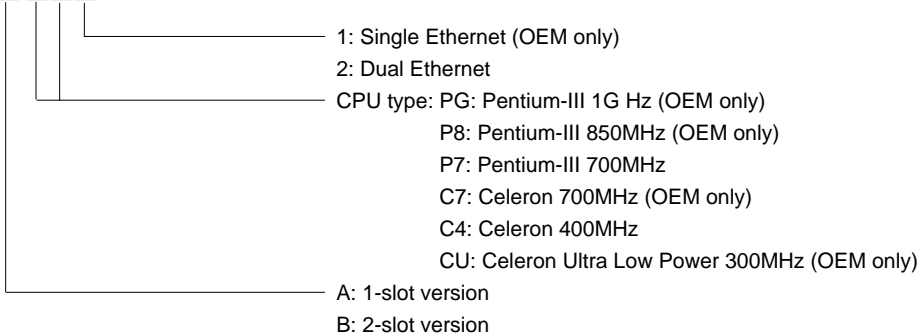 1: Single Ethernet (OEM only)
2: Dual Ethernet
CPU type: PG: Pentium-III 1G Hz (OEM only)
P8: Pentium-III 850MHz (OEM only)
P7: Pentium-III 700MHz
C7: Celeron 700MHz (OEM only)
C4: Celeron 400MHz
CU: Celeron Ultra Low Power 300MHz (OEM only)
A: 1-slot version
B: 2-slot version